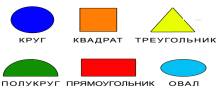 КРУГ КВАДРАТ ТРЕУГОЛЬНИК
ПОЛУКРУГ ПРЯМОУГОЛЬНИК ОВАЛ